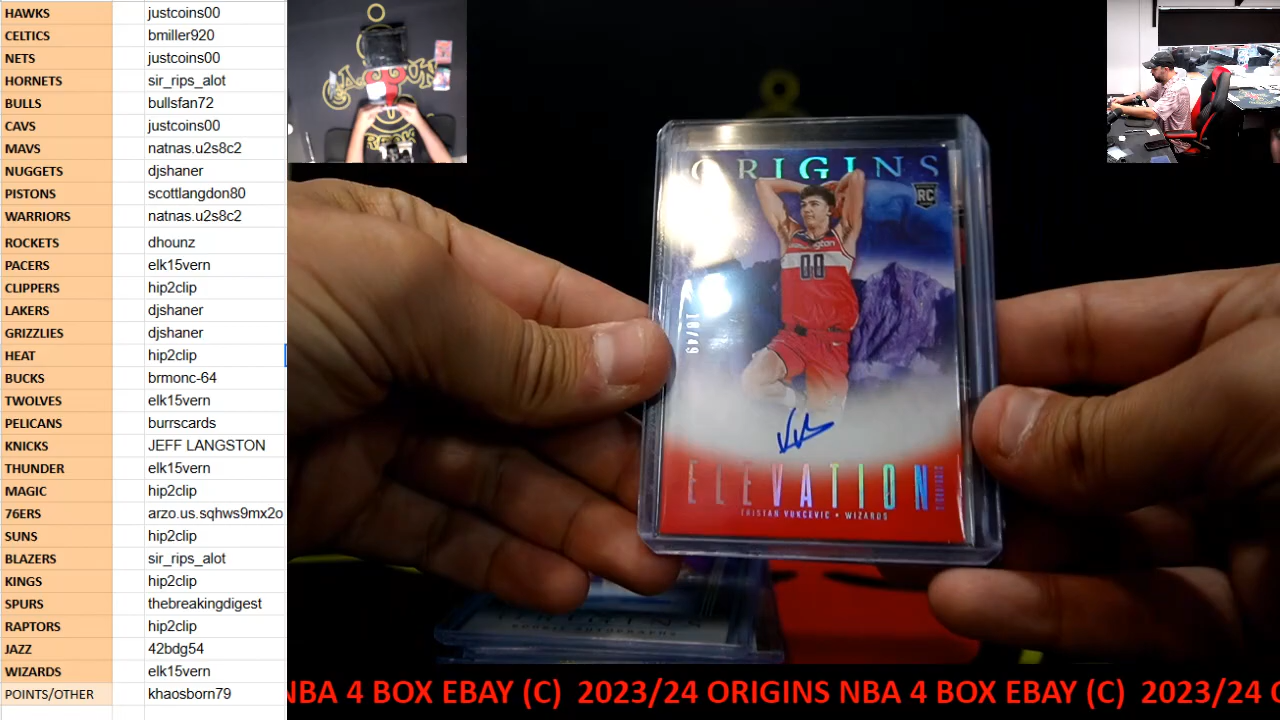 HAWKS justcoins00
CELTICS bmiller920
NETS justcoins00
HORNETS sir_rips_alot
BULLS bullsfan72
CAVS justcoins00
MAVS natnas.u2s8c2
NUGGETS djshaner
PISTONS scottlangdon80
WARRIORS natnas.u2s8c2
ROCKETS dhounz
PACERS elk15vern
CLIPPERS hip2clip
LAKERS djshaner
GRIZZLIES djshaner
HEAT hip2clip
BUCKS brmonc-64
TWOLVES elk15vern
PELICANS burrscards
KNICKS JEFF LANGSTON
THUNDER elk15vern
MAGIC hip2clip
76ERS arzo.us.sqhws9mx2o
SUNS hip2clip
BLAZERS sir_rips_alot
KINGS hip2clip
SPURS thebreakingdigest
RAPTORS hip2clip
JAZZ 42bdg54
WIZARDS elk15vern
POINTS/OTHER khaosborn79
ORIGINS
RC
Washington
00
18/49
ELEVATION
TRISTAN VUKCEVIC • WIZARDS
NBA 4 BOX EBAY (C) 2023/24 ORIGINS NBA 4 BOX EBAY (C) 2023/24 O